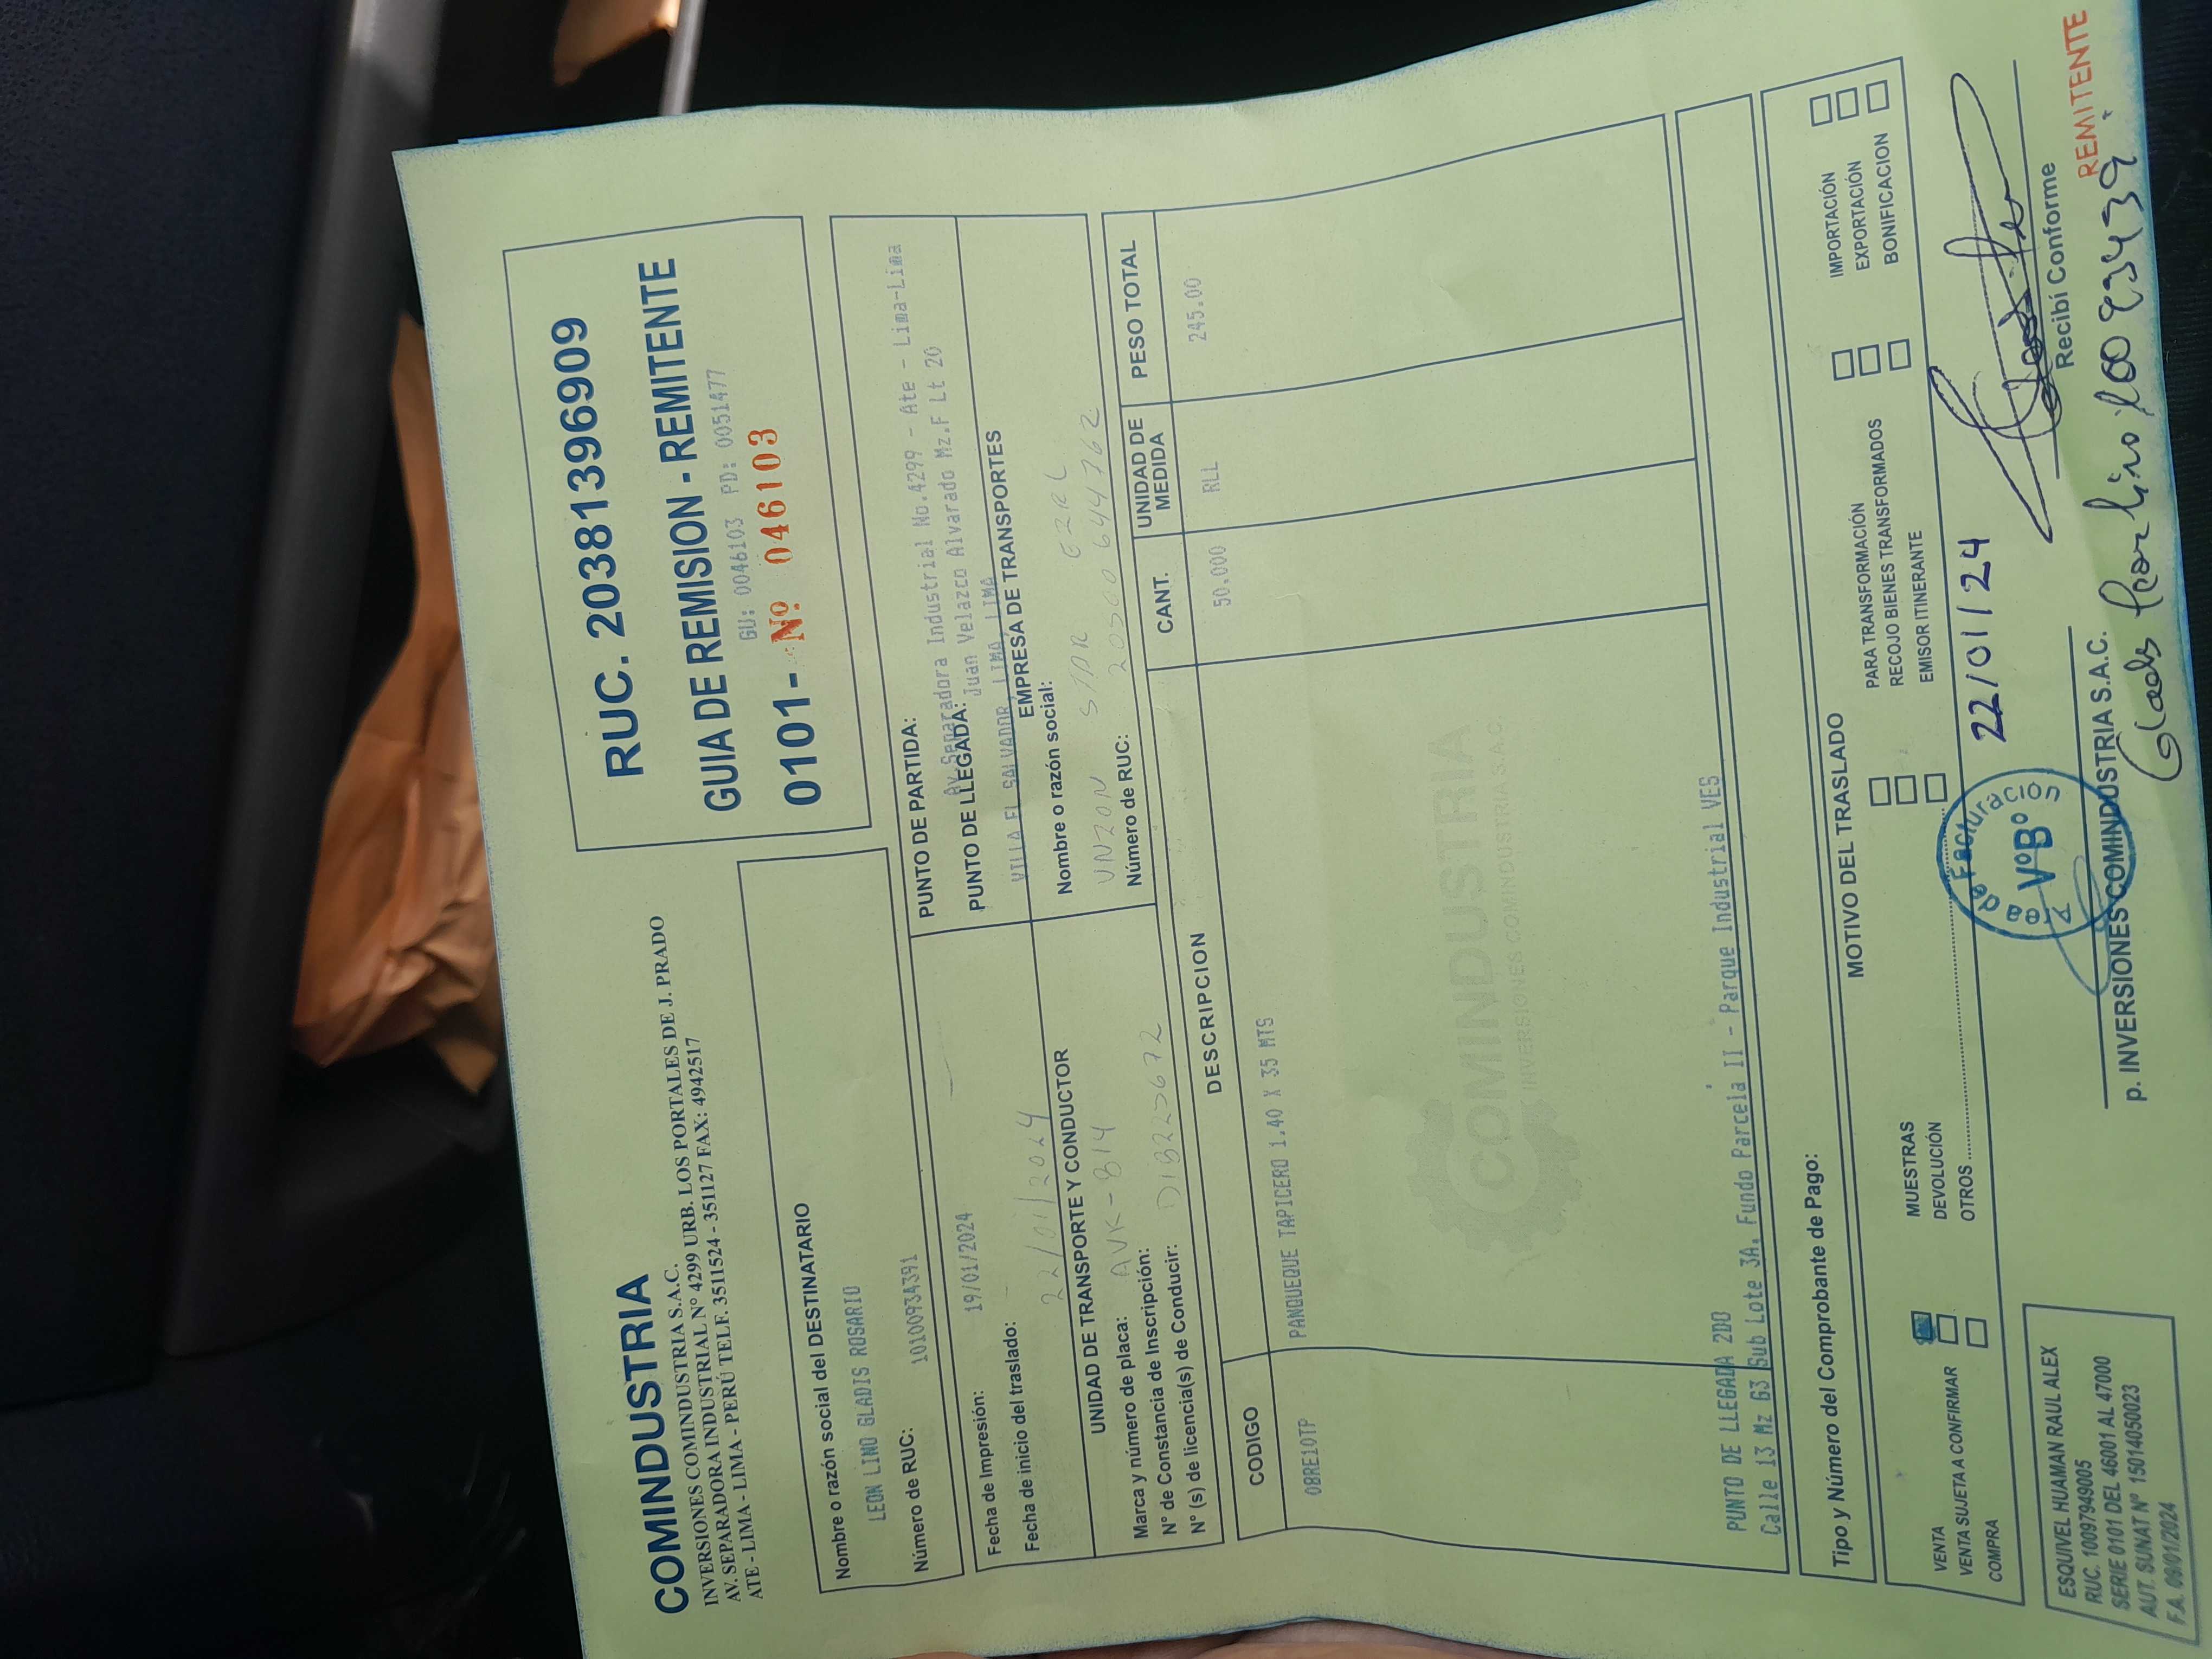 COMINDUSTRIA
INVERSIONES COMINDUSTRIA S.A.C.
AV. SEPARADORA INDUSTRIAL N° 4299 URB. LOS PORTALES DE J. PRADO
ATE - LIMA - LIMA - PERÚ TELF. 3511524 - 351127 FAX: 4942517
RUC. 20381396909
GUIA DE REMISION - REMITENTE
GU: 0046103 PD: 0051477
0101- Nº 046103
Nombre o razón social del DESTINATARIO
LEON LINO GLADIS ROSARIO
Número de RUC: 10100934391
PUNTO DE PARTIDA:
Av Separadora Industrial No.4299 - Ate - Lima-Lima
PUNTO DE LLEGADA: Juan Velazco Alvarado Mz.F Lt 20
VILLA EL SALVADOR LIMA, LIMA
Fecha de Impresión: 19/01/2024
Fecha de inicio del traslado: 22/01/2024
EMPRESA DE TRANSPORTES
Nombre o razón social:
UNZON STAR EIRL
Número de RUC: 20500644762
UNIDAD DE TRANSPORTE Y CONDUCTOR
Marca y número de placa: AVK-814
N° de Constancia de Inscripción:
N° (s) de licencia(s) de Conducir:
CODIGO DESCRIPCION CANT. UNIDAD DE MEDIDA PESO TOTAL
OBRE10TP PANQUEQUE TAPICERO 1.40 X 35 MTS 50.000 RLL 245.00
COMINDUSTRIA
INVERSIONES COMINDUSTRIA S.A.C.
PUNTO DE LLEGADA 2DO
Calle 13 Mz G3 Sub Lote 3A. Fundo Parcela II - Parque Industrial VES
Tipo y Número del Comprobante de Pago:
MOTIVO DEL TRASLADO
VENTA MUESTRAS PARA TRANSFORMACIÓN IMPORTACIÓN
VENTA SUJETA A CONFIRMAR DEVOLUCIÓN RECOJO BIENES TRANSFORMADOS EXPORTACIÓN
COMPRA OTROS EMISOR ITINERANTE BONIFICACION
22/01/24
Facturación
VºBº
ESQUIVEL HUAMAN RAUL ALEX
RUC. 10097949005
SERIE 0101 DEL 46001 AL 47000
AUT. SUNAT Nº 15014050023
F.A. 09/01/2024
p. INVERSIONES COMINDUSTRIA S.A.C.
Recibí Conforme
REMITENTE